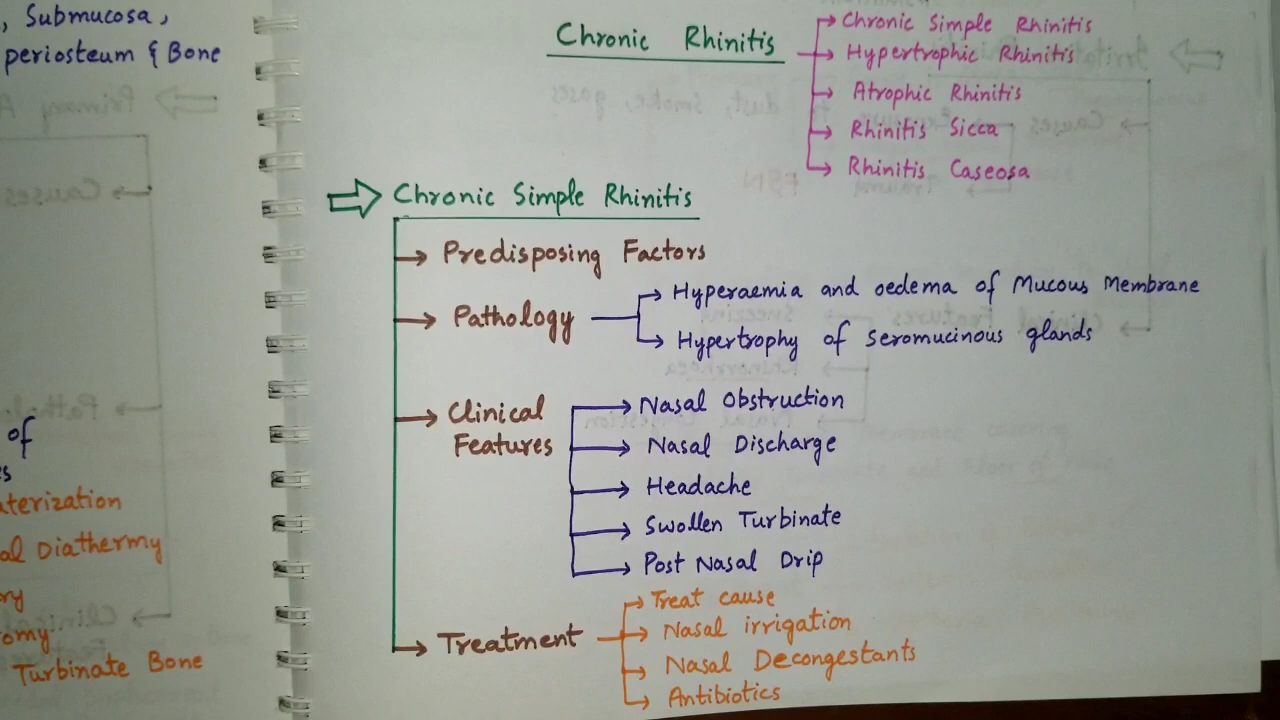 , Submucosa,
periosteum & Bone
of
aterization
al Diathermy
ry
omy
Turbinate Bone
Chronic Rhinitis
Chronic Simple Rhinitis
Hypertrophic Rhinitis
Atrophic Rhinitis
Rhinitis Sicca
Rhinitis Caseosa
Chronic Simple Rhinitis
Predisposing Factors
Pathology
Hyperaemia and oedema of Mucous Membrane
Hypertrophy of seromucinous glands
Clinical
Features
Nasal Obstruction
Nasal Discharge
Headache
Swollen Turbinate
Post Nasal Drip
Treatment
Treat cause
Nasal irrigation
Nasal Decongestants
Antibiotics